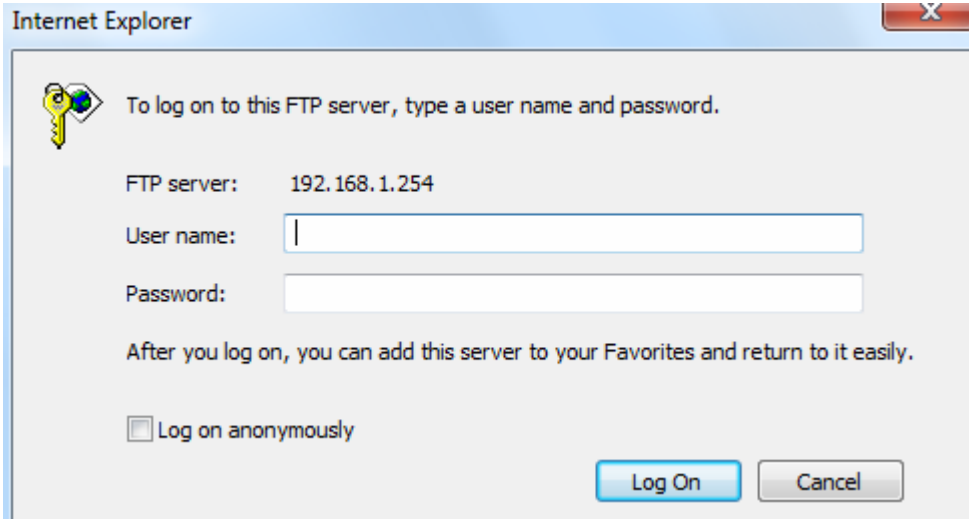 Internet Explorer
To log on to this FTP server, type a user name and password.
FTP server: 192.168.1.254
User name:
Password:
After you log on, you can add this server to your Favorites and return to it easily.
Log on anonymously
Log On Cancel